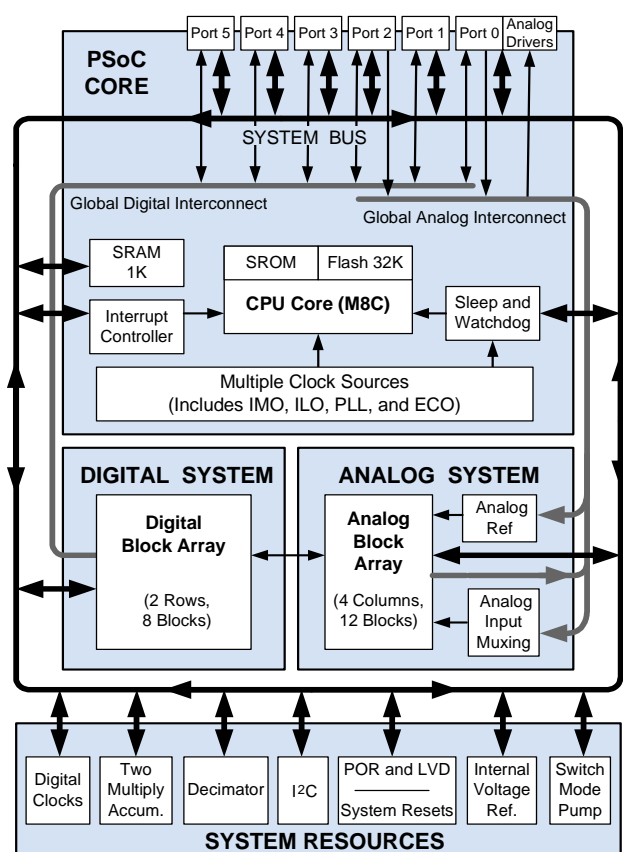 Port 5 Port 4 Port 3 Port 2 Port 1 Port 0 Analog
Drivers
PSoC
CORE
SYSTEM BUS
Global Digital Interconnect
Global Analog Interconnect
SRAM
1K
Interrupt
Controller
SROM Flash 32K
CPU Core (M8C)
Sleep and
Watchdog
Multiple Clock Sources
(Includes IMO, ILO, PLL, and ECO)
DIGITAL SYSTEM
Digital
Block Array
(2 Rows,
8 Blocks)
ANALOG SYSTEM
Analog
Block
Array
(4 Columns,
12 Blocks)
Analog
Ref
Analog
Input
Muxing
Digital
Clocks
Two
Multiply
Accum.
Decimator
I²C
POR and LVD
System Resets
Internal
Voltage
Ref.
Switch
Mode
Pump
SYSTEM RESOURCES